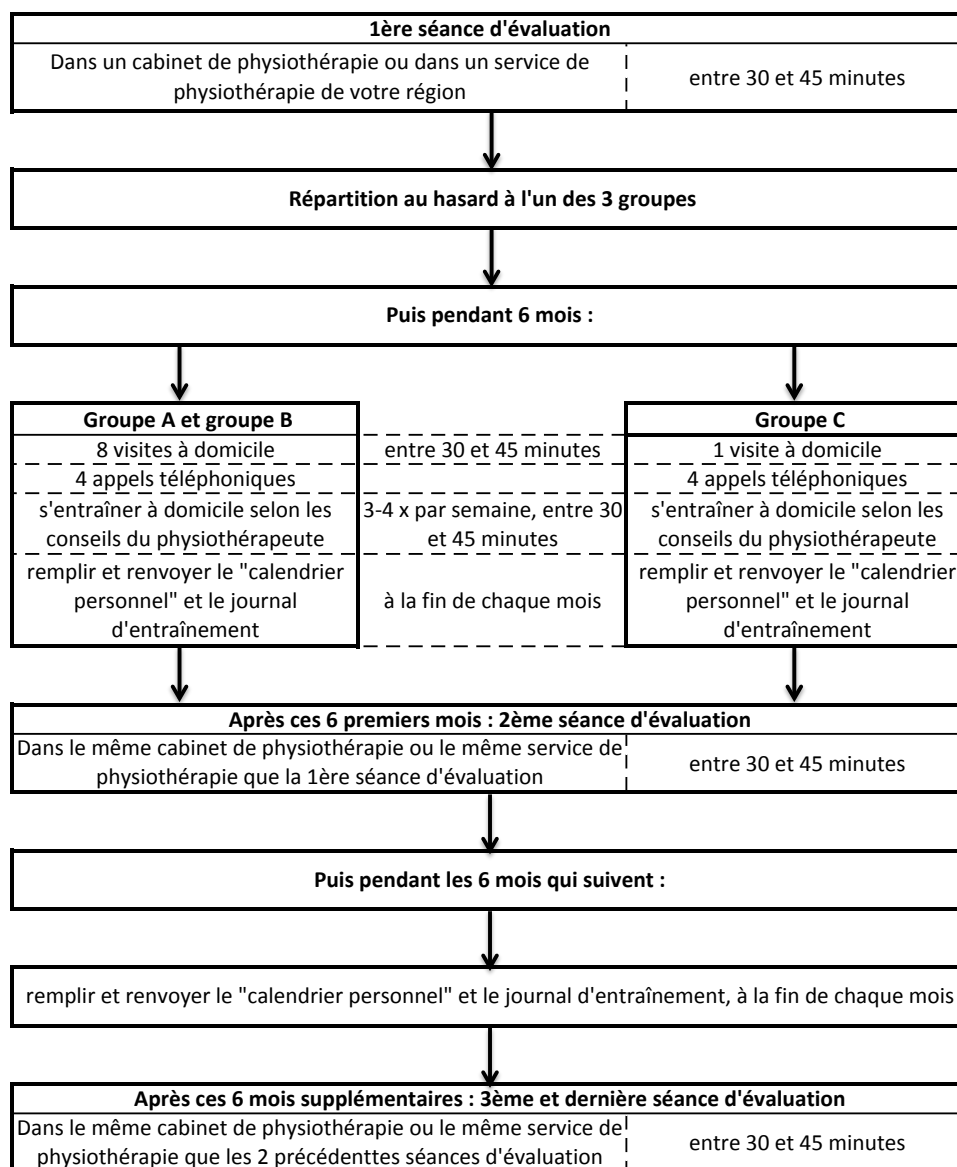 1ère séance d'évaluation
Dans un cabinet de physiothérapie ou dans un service de
physiothérapie de votre région
entre 30 et 45 minutes
Répartition au hasard à l'un des 3 groupes
Puis pendant 6 mois :
Groupe A et groupe B
8 visites à domicile
4 appels téléphoniques
s'entraîner à domicile selon les
conseils du physiothérapeute
remplir et renvoyer le "calendrier
personnel" et le journal
d'entraînement
entre 30 et 45 minutes
3-4 x par semaine, entre 30
et 45 minutes
à la fin de chaque mois
Groupe C
1 visite à domicile
4 appels téléphoniques
s'entraîner à domicile selon les
conseils du physiothérapeute
remplir et renvoyer le "calendrier
personnel" et le journal
d'entraînement
Après ces 6 premiers mois : 2ème séance d'évaluation
Dans le même cabinet de physiothérapie ou le même service de
physiothérapie que la 1ère séance d'évaluation
entre 30 et 45 minutes
Puis pendant les 6 mois qui suivent :
remplir et renvoyer le "calendrier personnel" et le journal d'entraînement, à la fin de chaque mois
Après ces 6 mois supplémentaires : 3ème et dernière séance d'évaluation
Dans le même cabinet de physiothérapie ou le même service de
physiothérapie que les 2 précédenttes séances d'évaluation
entre 30 et 45 minutes